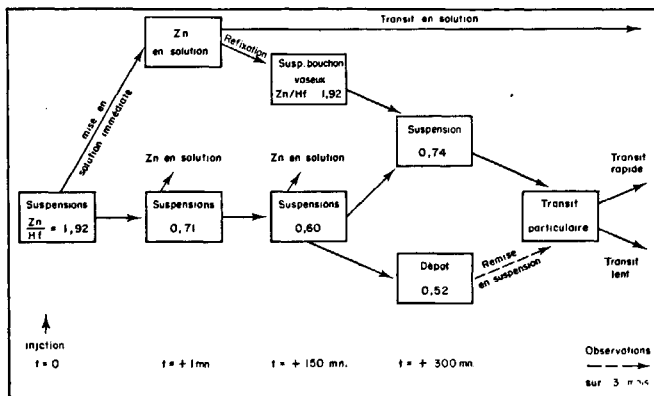 Transit en solution
Zn
en solution
Refixation
Susp. bouchon
vaseux
Zn/Hf 1,92
mise en
solution immédiate
Suspension
0,74
Zn en solution
Zn en solution
Transit
rapide
Suspensions
Zn
Hf = 1,92
Suspensions
0,71
Suspensions
0,60
Transit
particulaire
Transit
lent
Dépot
0,52
Remise
en suspension
injction
t = 0
t = + 1mn
t = + 150 mn.
t = + 300 mn
Observations
sur 3 mois